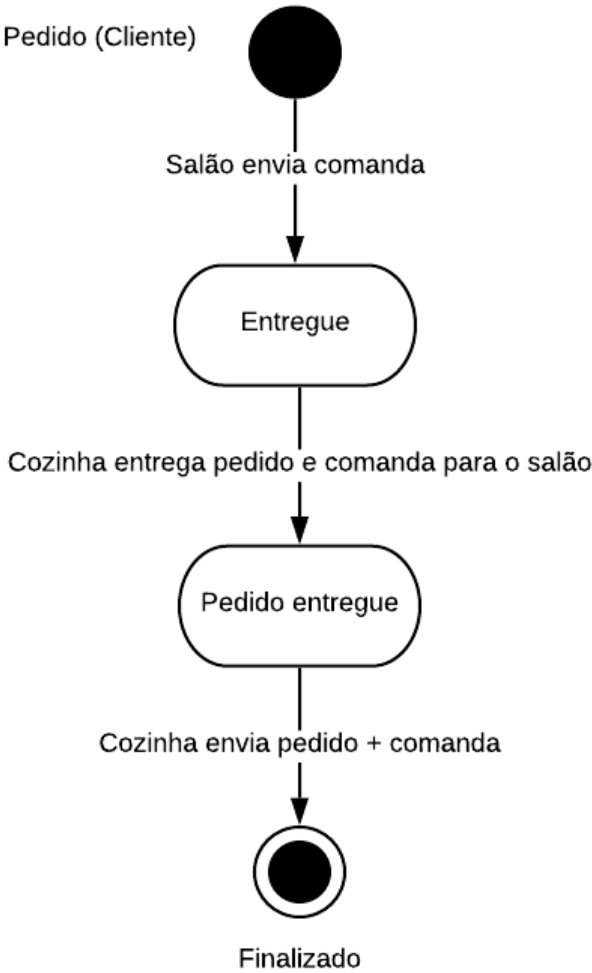 Pedido (Cliente)
Salão envia comanda
Entregue
Cozinha entrega pedido e comanda para o salão
Pedido entregue
Cozinha envia pedido + comanda
Finalizado